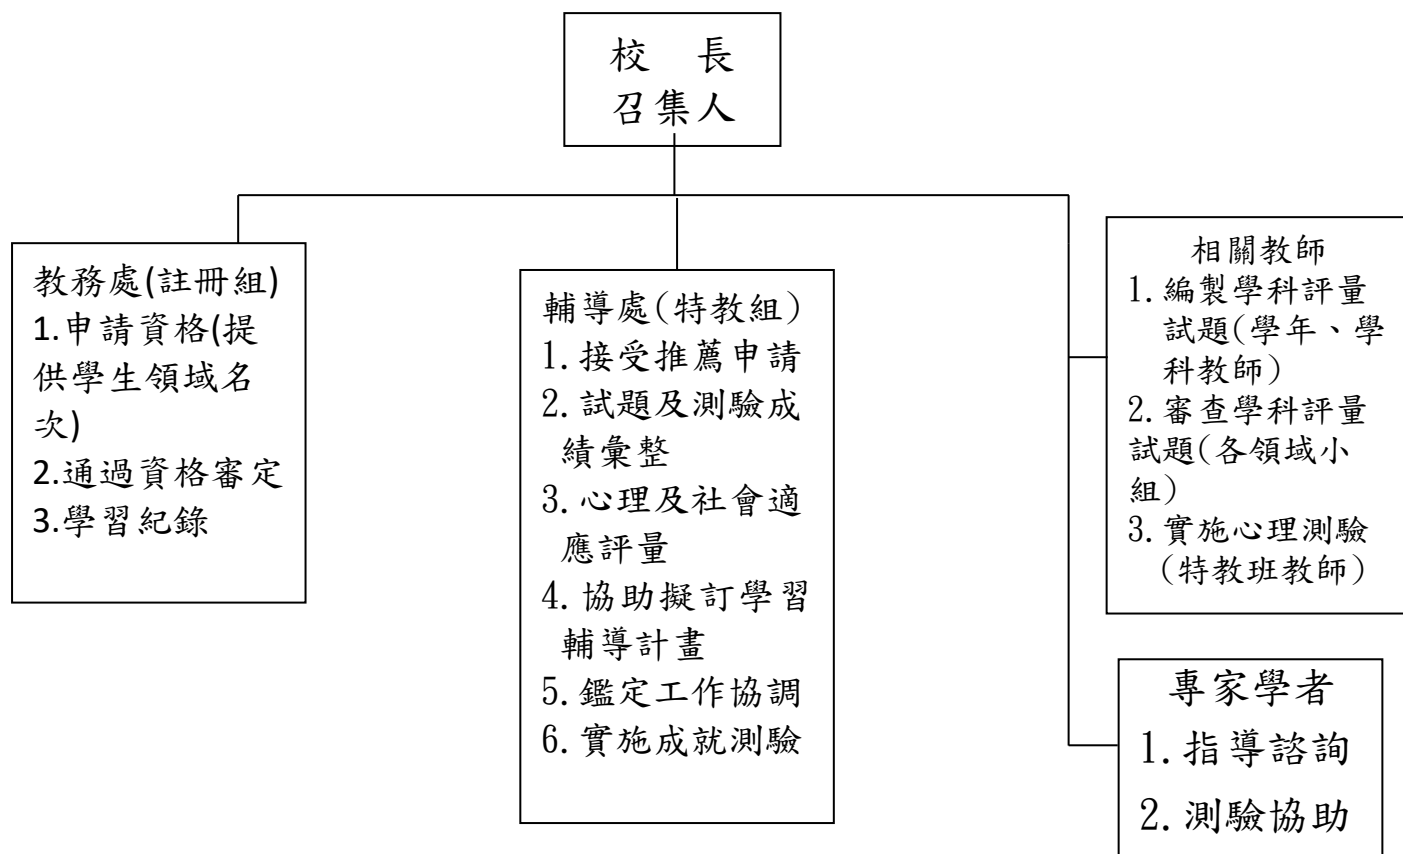 校　長
召集人
教務處(註冊組)
1.申請資格(提
供學生領域名
次)
2.通過資格審定
3.學習紀錄
輔導處(特教組)
1.接受推薦申請
2.試題及測驗成
績彙整
3.心理及社會適
應評量
4.協助擬訂學習
輔導計畫
5.鑑定工作協調
6.實施成就測驗
相關教師
1.編製學科評量
試題(學年、學
科教師)
2.審查學科評量
試題(各領域小
組)
3.實施心理測驗
(特教班教師)
專家學者
1.指導諮詢
2.測驗協助